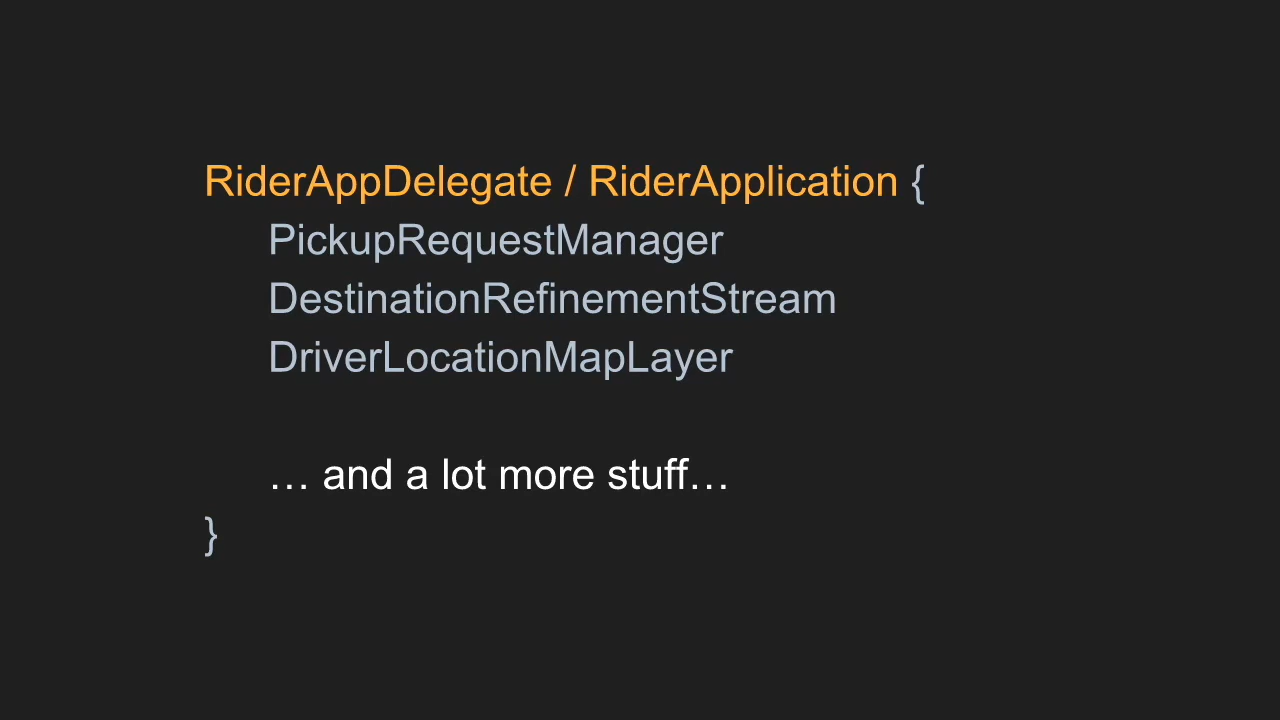 RiderAppDelegate / RiderApplication {
PickupRequestManager
DestinationRefinementStream
DriverLocationMapLayer
… and a lot more stuff…
}